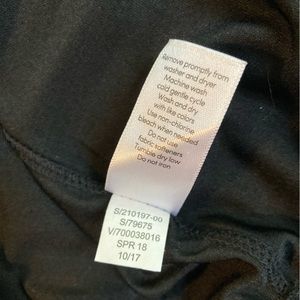 Remove promptly from
washer and dryer
Machine wash
cold gentle cycle
Wash and dry
with like colors
Use non-chlorine
bleach when needed
Do not use
fabric softeners
Tumble dry low
Do not iron
S/210197-00
S/79675
V/700038016
SPR 18
10/17